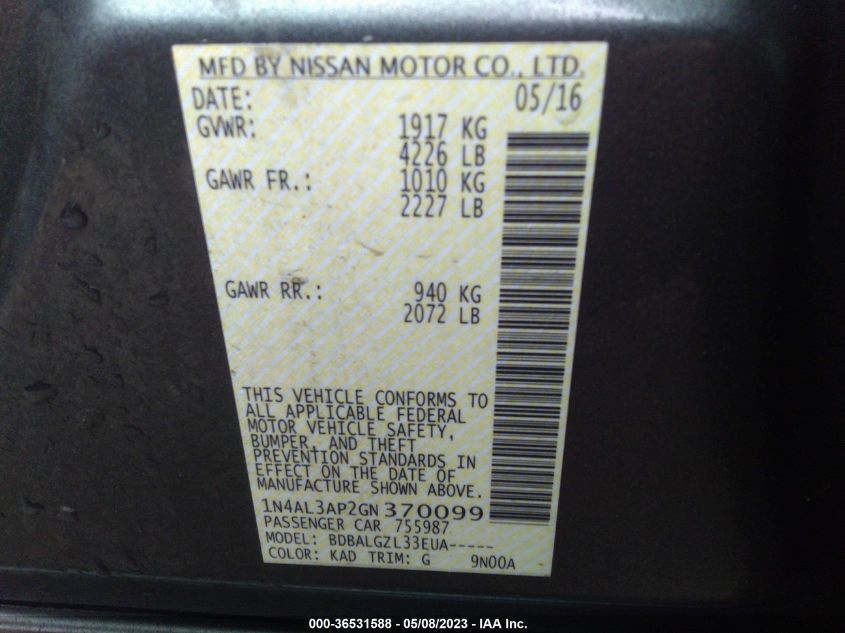 MFD BY NISSAN MOTOR CO., LTD.
DATE: 05/16
GVWR: 1917 KG
4226 LB
GAWR FR.: 1010 KG
2227 LB
GAWR RR.: 940 KG
2072 LB
THIS VEHICLE CONFORMS TO
ALL APPLICABLE FEDERAL
MOTOR VEHICLE SAFETY,
BUMPER, AND THEFT
PREVENTION STANDARDS IN
EFFECT ON THE DATE OF
MANUFACTURE SHOWN ABOVE.
1N4AL3AP2GN370099
PASSENGER CAR 755987
MODEL: BDBALGZL33EUA-----
COLOR: KAD TRIM: G 9N00A
000-36531588 - 05/08/2023 - IAA Inc.